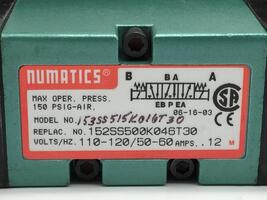 NUMATICS®
B BA A
EB P EA
MAX OPER. PRESS.
150 PSIG-AIR.
06-16-03
MODEL NO. 153SS515K016T30
REPLAC. NO. 152SS500K046T30
VOLTS/HZ. 110-120/50-60 AMPS. .12 M